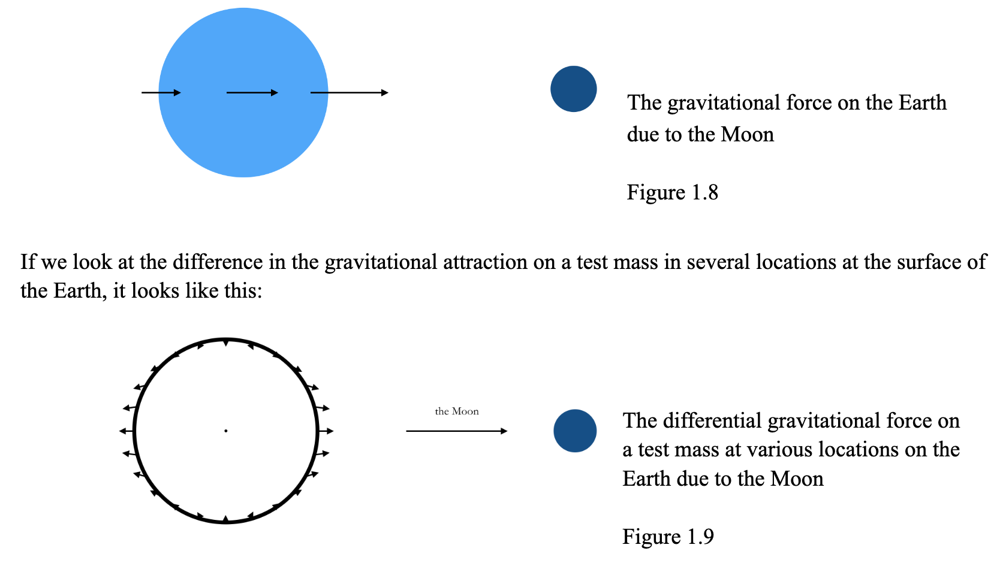 The gravitational force on the Earth
due to the Moon
Figure 1.8
If we look at the difference in the gravitational attraction on a test mass in several locations at the surface of
the Earth, it looks like this:
the Moon
The differential gravitational force on
a test mass at various locations on the
Earth due to the Moon
Figure 1.9